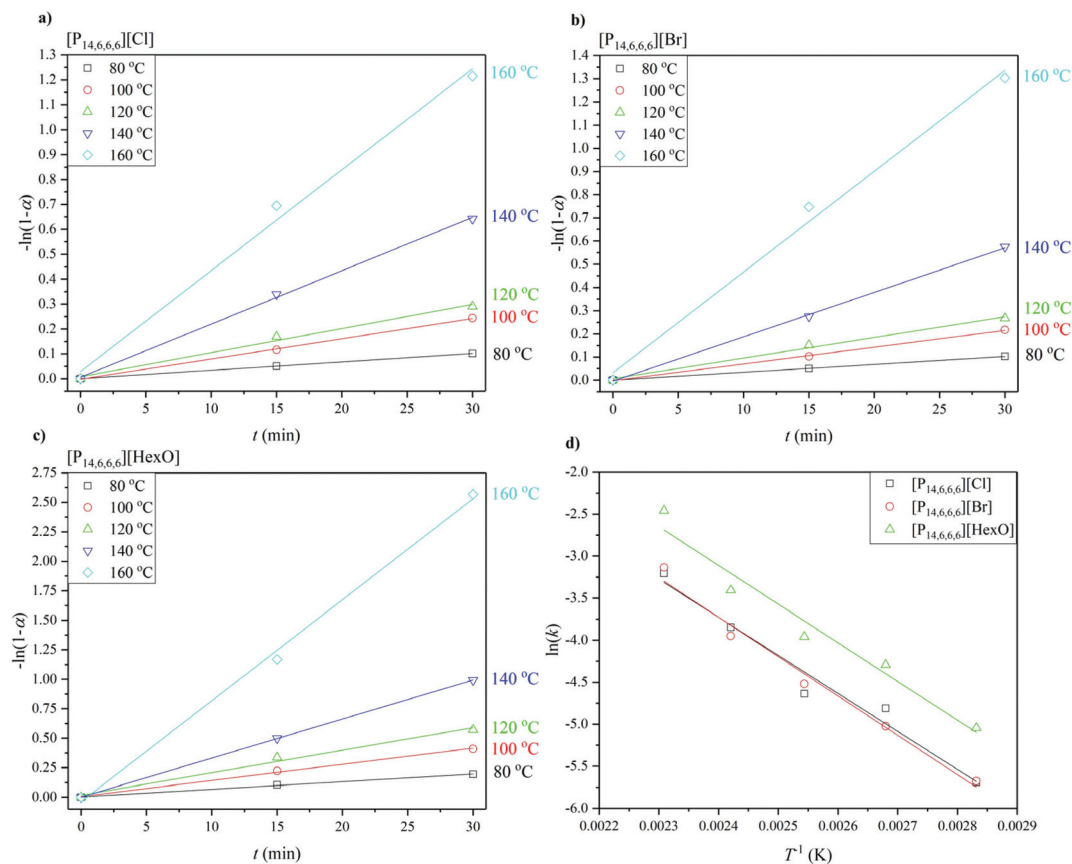 a)
[P14,6,6,6][Cl]
80 °C
100 °C
120 °C
140 °C
160 °C
1.3
1.2
1.1
1.0
0.9
0.8
0.7
0.6
0.5
0.4
0.3
0.2
0.1
0.0
-ln(1-α)
160 °C
140 °C
120 °C
100 °C
80 °C
0 5 10 15 20 25 30
t (min)
b)
[P14,6,6,6][Br]
80 °C
100 °C
120 °C
140 °C
160 °C
1.4
1.3
1.2
1.1
1.0
0.9
0.8
0.7
0.6
0.5
0.4
0.3
0.2
0.1
0.0
-ln(1-α)
160 °C
140 °C
120 °C
100 °C
80 °C
0 5 10 15 20 25 30
t (min)
c)
[P14,6,6,6][HexO]
80 °C
100 °C
120 °C
140 °C
160 °C
2.75
2.50
2.25
2.00
1.75
1.50
1.25
1.00
0.75
0.50
0.25
0.00
-ln(1-α)
160 °C
140 °C
120 °C
100 °C
80 °C
0 5 10 15 20 25 30
t (min)
d)
[P14,6,6,6][Cl]
[P14,6,6,6][Br]
[P14,6,6,6][HexO]
-2.0
-2.5
-3.0
-3.5
-4.0
-4.5
-5.0
-5.5
-6.0
ln(k)
0.0022 0.0023 0.0024 0.0025 0.0026 0.0027 0.0028 0.0029
T-1 (K)